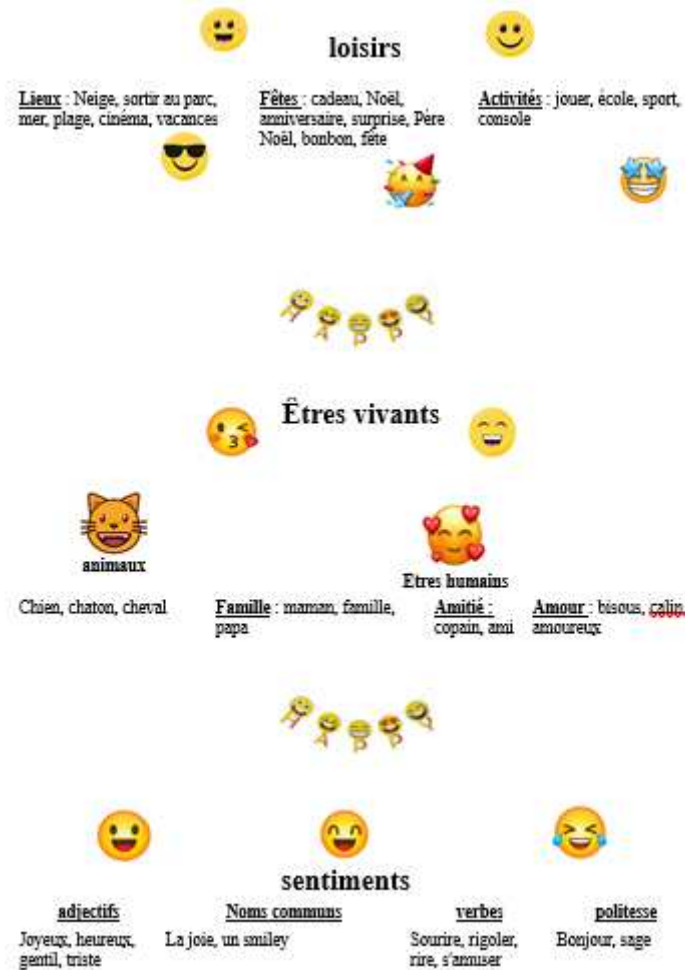 loisirs
Lieux : Neige, sortir au parc,
mer, plage, cinéma, vacances
Fêtes : cadeau, Noël,
anniversaire, surprise, Père
Noël, bonbon, fête
Activités : jouer, école, sport,
console
HAPPY
Êtres vivants
animaux
Etres humains
Chien, chaton, cheval
Famille : maman, famille,
papa
Amitié :
copain, ami
Amour : bisous, calin,
amoureux
HAPPY
sentiments
adjectifs
Joyeux, heureux,
gentil, triste
Noms communs
La joie, un smiley
verbes
Sourire, rigoler,
rire, s'amuser
politesse
Bonjour, sage